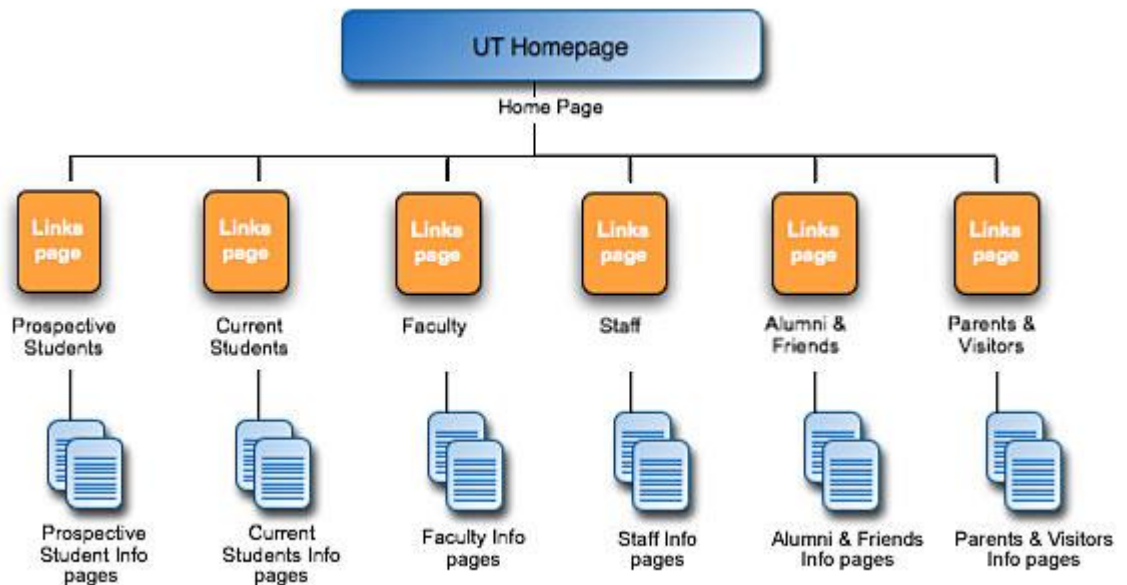 UT Homepage
Home Page
Links
page
Links
page
Links
page
Links
page
Links
page
Links
page
Prospective
Students
Current
Students
Faculty
Staff
Alumni &
Friends
Parents &
Visitors
Prospective
Student Info
pages
Current
Students Info
pages
Faculty Info
pages
Staff Info
pages
Alumni & Friends
Info pages
Parents & Visitors
Info pages